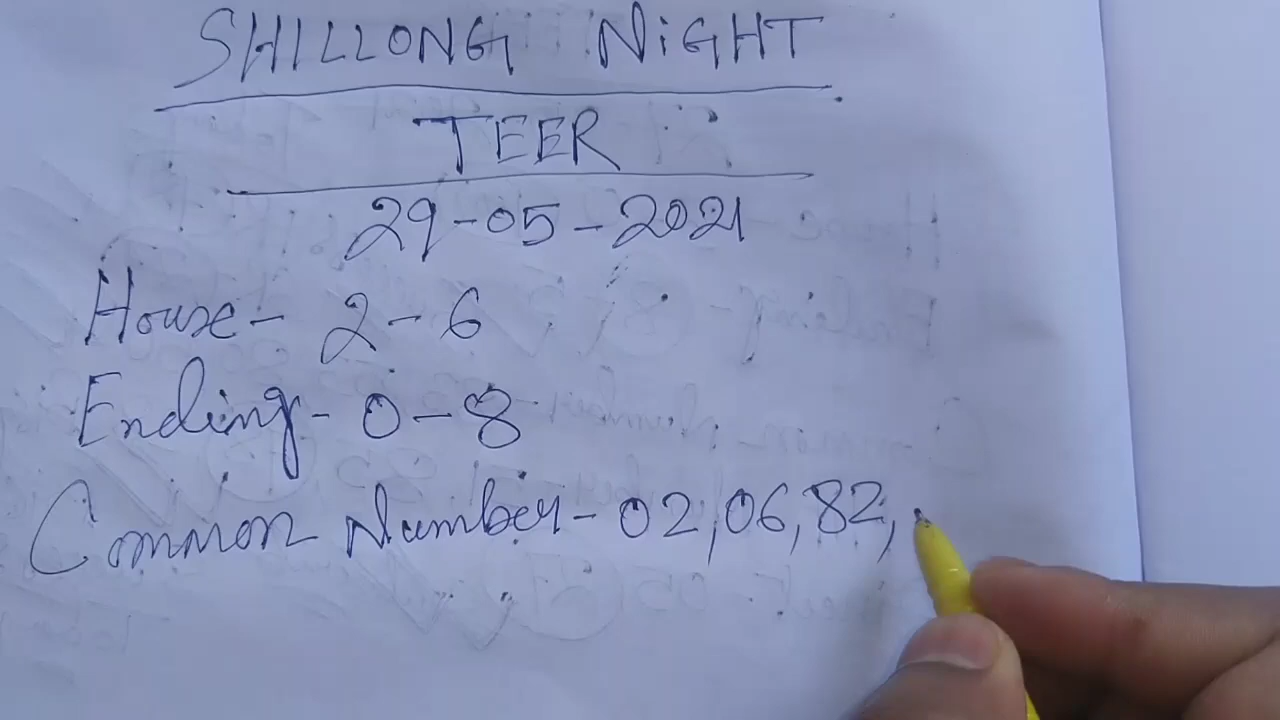 SHILLONG NiGHT
TEER
29-05-2021
House- 2-6
Ending- 0-8
Common Number- 02,06,82,